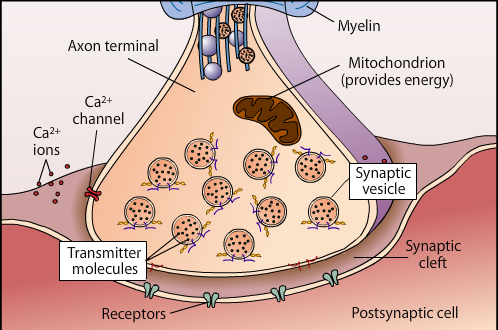 Myelin
Axon terminal
Mitochondrion
(provides energy)
Ca²⁺
channel
Ca²⁺
ions
Synaptic
vesicle
Transmitter
molecules
Synaptic
cleft
Receptors
Postsynaptic cell